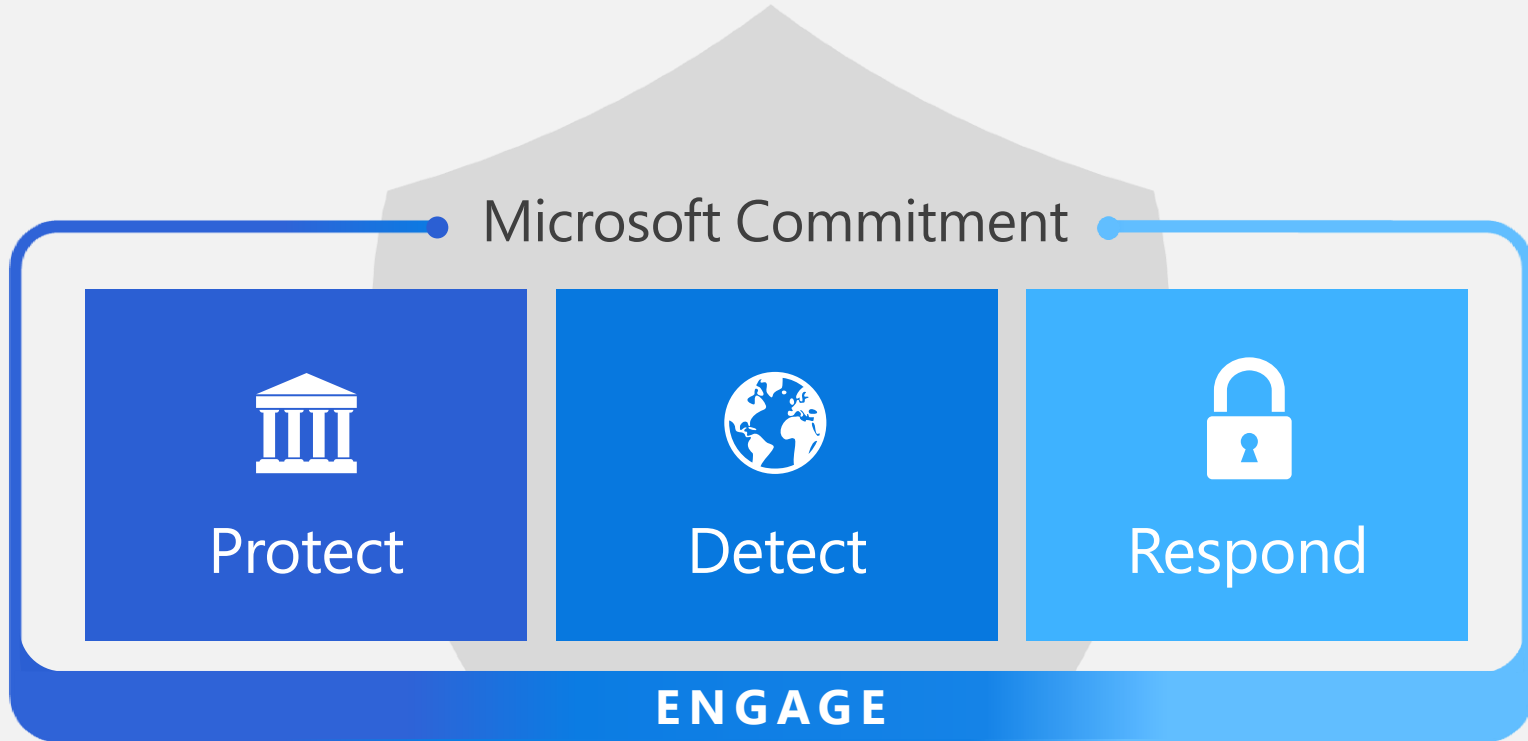 Microsoft Commitment
Protect
Detect
Respond
ENGAGE